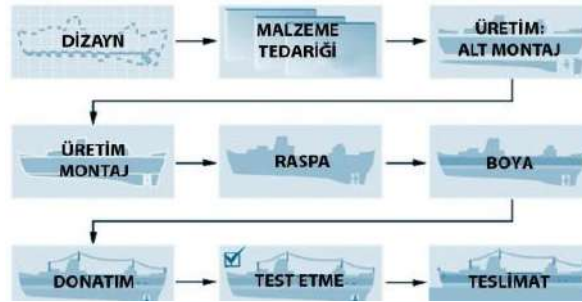 DİZAYN
MALZEME
TEDARİĞİ
ÜRETİM:
ALT MONTAJ
ÜRETİM
MONTAJ
RASPA
BOYA
DONATIM
TEST ETME
TESLİMAT